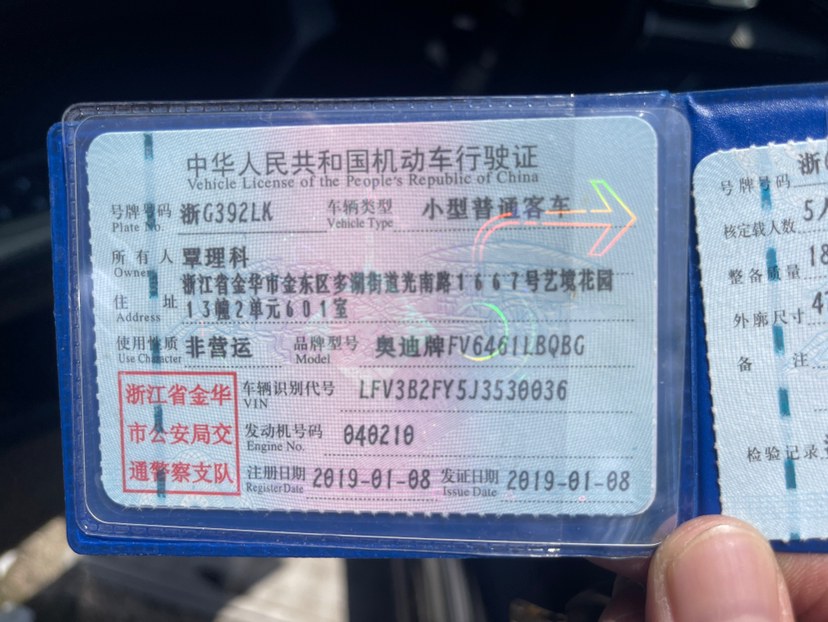 中华人民共和国机动车行驶证
Vehicle License of the People's Republic of China
号牌号码 浙G392LK 车辆类型 小型普通客车
Plate No. Vehicle Type
所有人 覃理科
Owner
浙江省金华市金东区多湖街道光南路1667号艺境花园
住址 13幢2单元601室
Address
使用性质 非营运 品牌型号 奥迪牌FV6461LBQBG
Use Character Model
浙江省金华
市公安局交
通警察支队
车辆识别代号 LFV3B2FY5J3530036
VIN
发动机号码 040210
Engine No.
注册日期 2019-01-08 发证日期 2019-01-08
Register Date Issue Date
号牌号码 浙
核定载人数 5人
整备质量 18
外廓尺寸 4
备注
检验记录